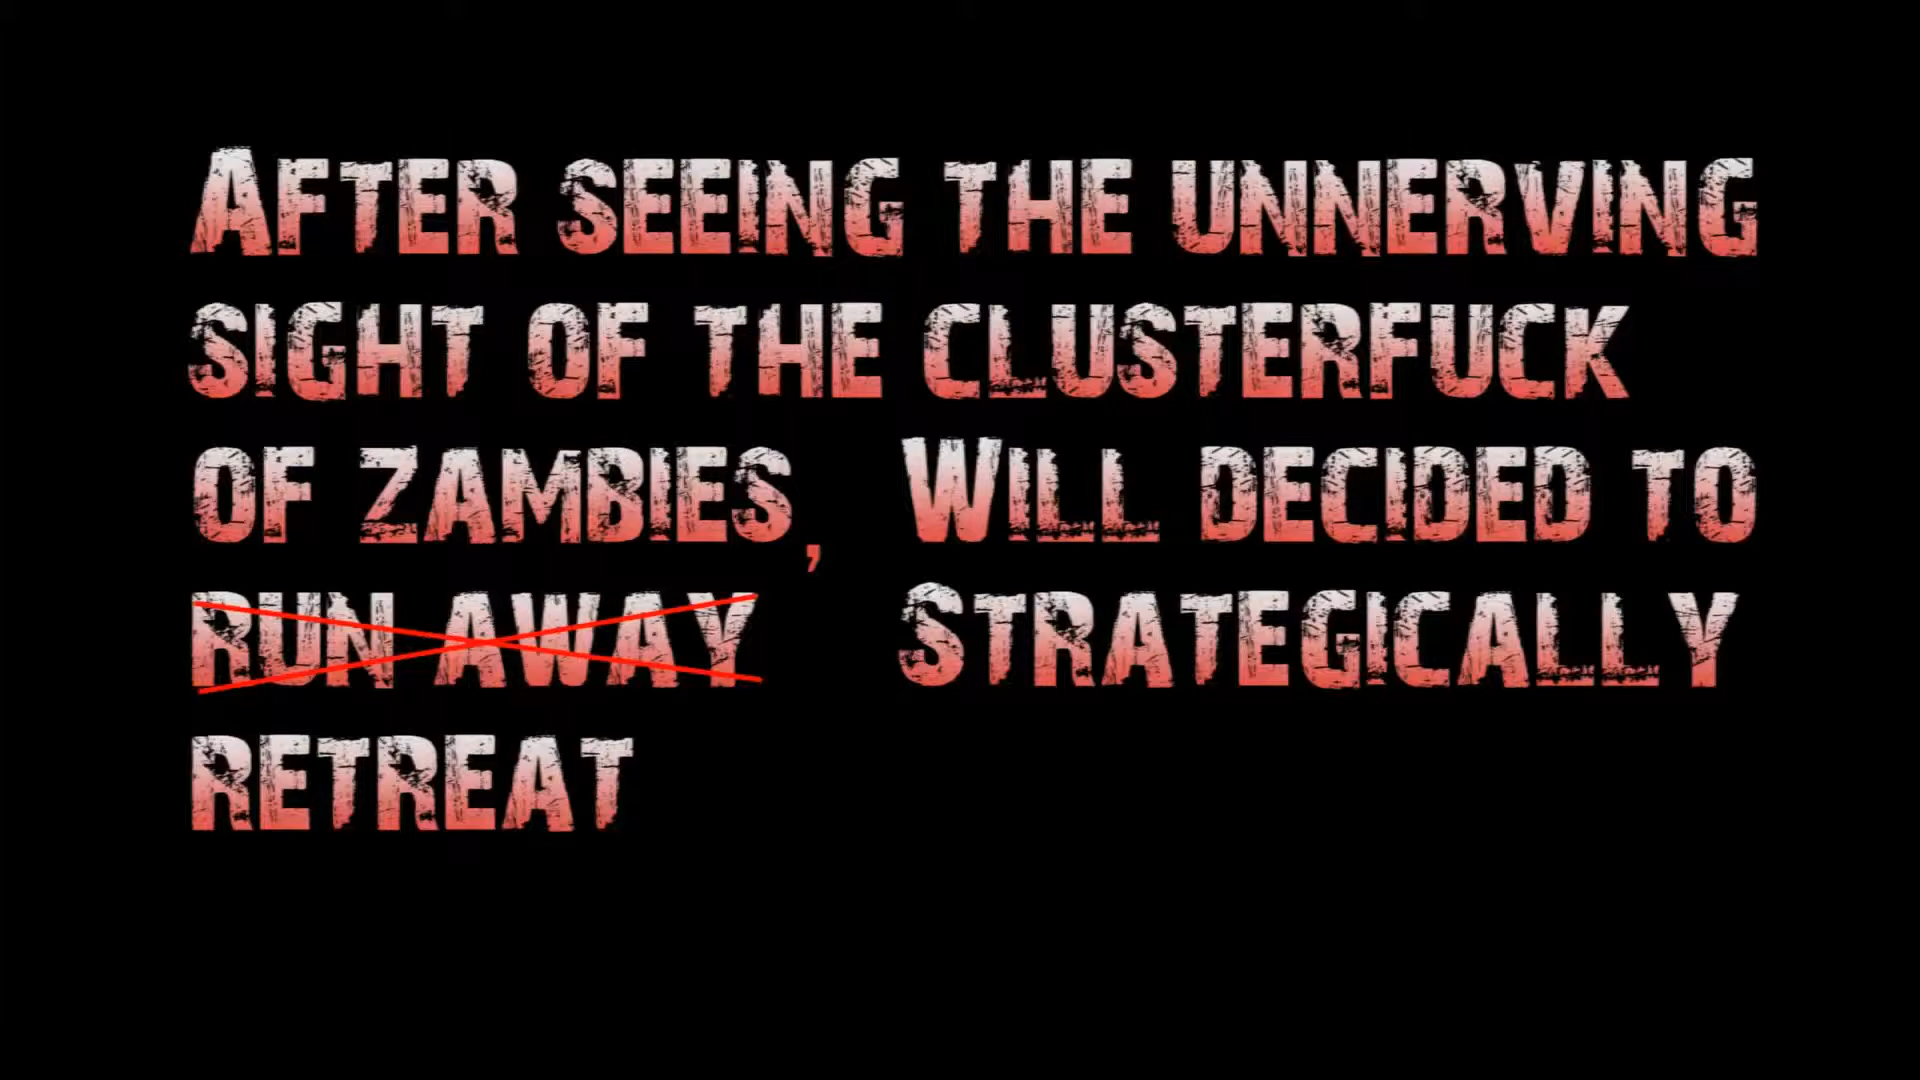 After seeing the unnerving
sight of the clusterfuck
of zambies, Will decided to
run away Strategically
retreat